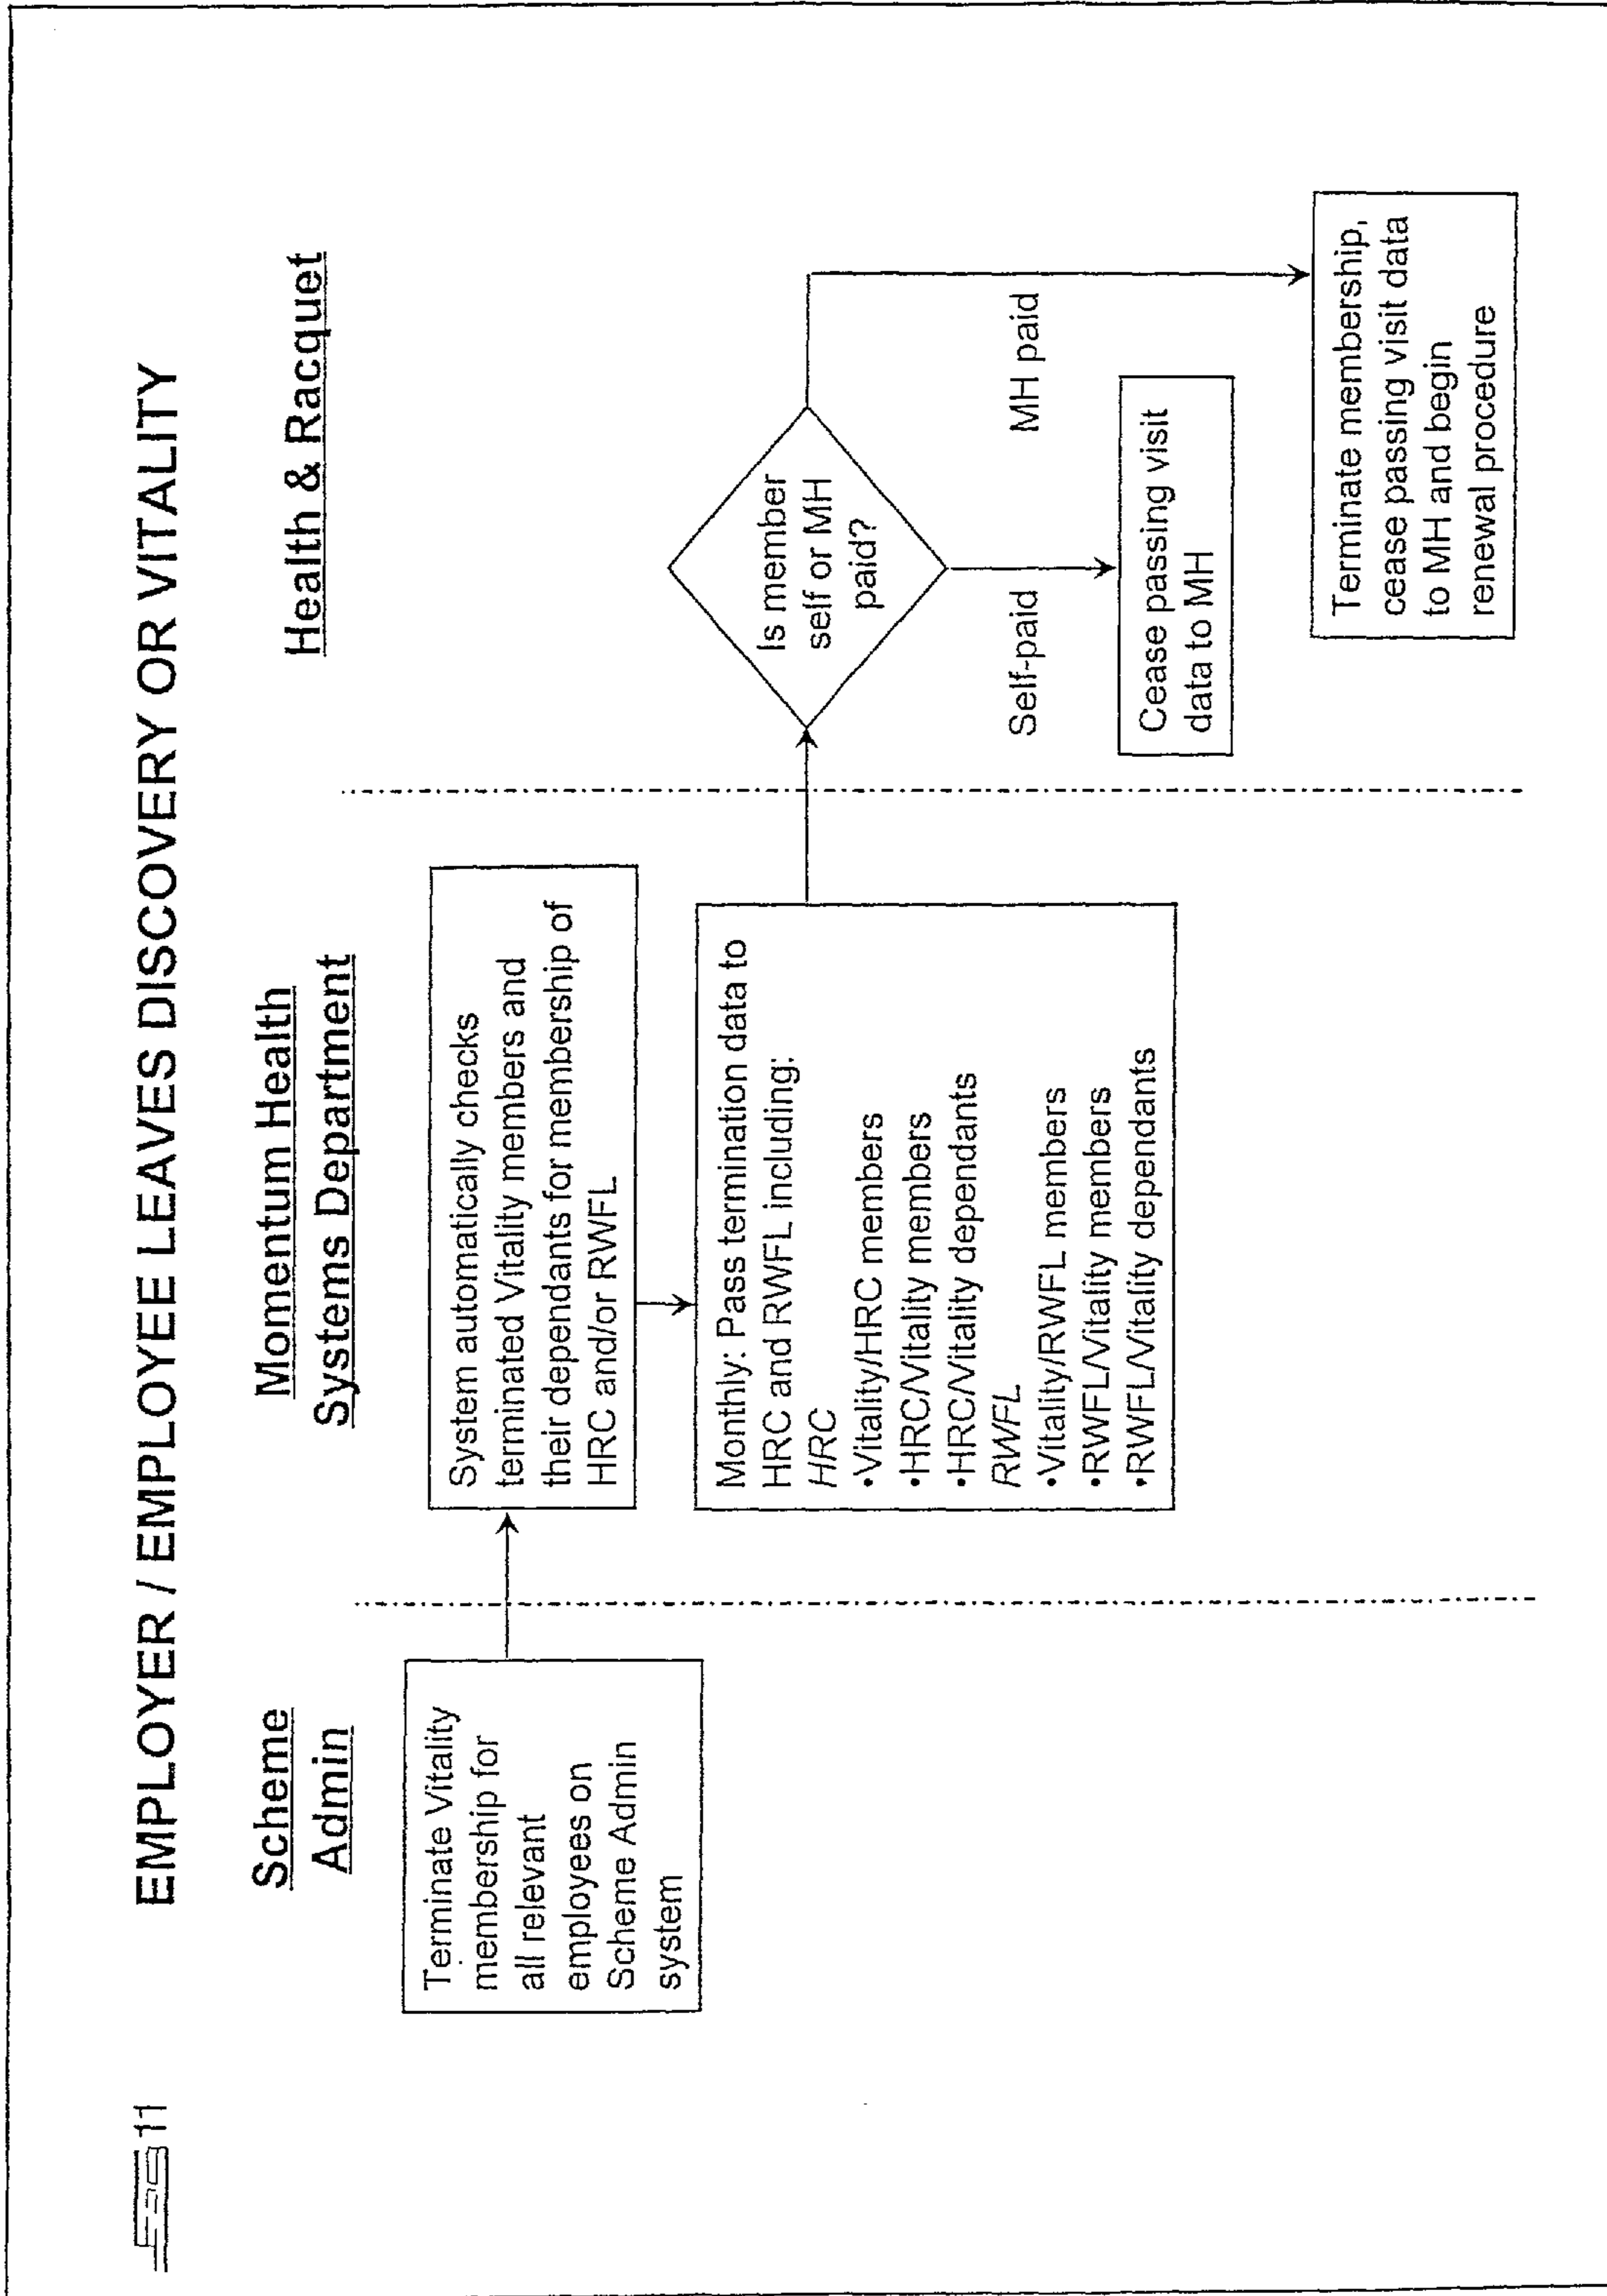 11
EMPLOYER / EMPLOYEE LEAVES DISCOVERY OR VITALITY
Scheme
Admin
Terminate Vitality
membership for
all relevant
employees on
Scheme Admin
system
Momentum Health
Systems Department
System automatically checks
terminated Vitality members and
their dependants for membership of
HRC and/or RWFL
Monthly: Pass termination data to
HRC and RWFL including:
HRC
•Vitality/HRC members
•HRC/Vitality members
•HRC/Vitality dependants
RWFL
•Vitality/RWFL members
•RWFL/Vitality members
•RWFL/Vitality dependants
Health & Racquet
Is member
self or MH
paid?
Self-paid
MH paid
Cease passing visit
data to MH
Terminate membership,
cease passing visit data
to MH and begin
renewal procedure